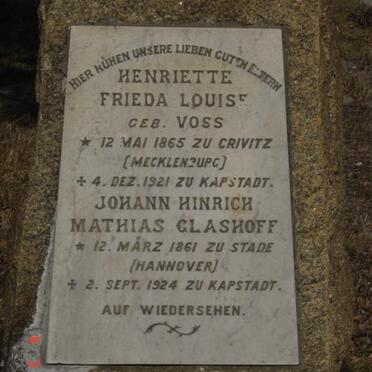 HIER RUHEN UNSERE LIEBEN GUTEN ELTERN
HENRIETTE
FRIEDA LOUISE
GEB. VOSS
★ 12 MAI 1865 ZU CRIVITZ
(MECKLENBURG)
✝ 4. DEZ. 1921 ZU KAPSTADT.
JOHANN HINRICH
MATHIAS GLASHOFF
★ 12. MÄRZ 1861 ZU STADE
(HANNOVER)
✝ 2. SEPT. 1924 ZU KAPSTADT.
AUF WIEDERSEHEN.